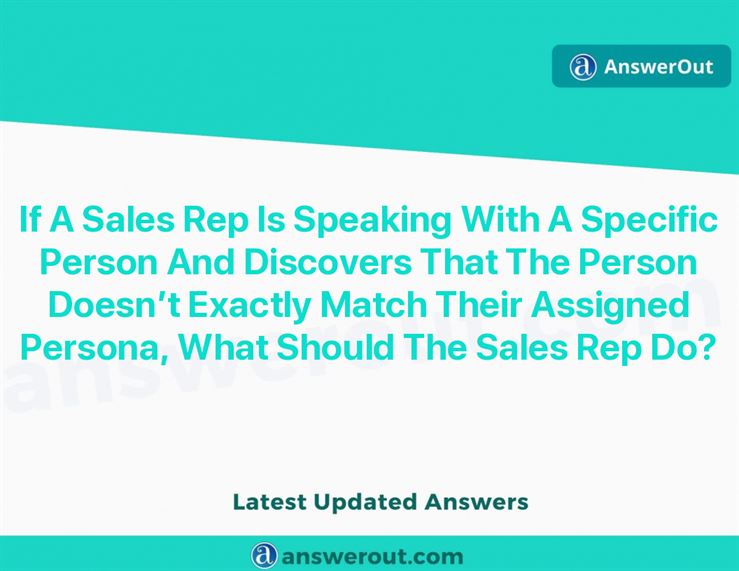 AnswerOut
If A Sales Rep Is Speaking With A Specific
Person And Discovers That The Person
Doesn’t Exactly Match Their Assigned
Persona, What Should The Sales Rep Do?
answerout.com
Latest Updated Answers
answerout.com